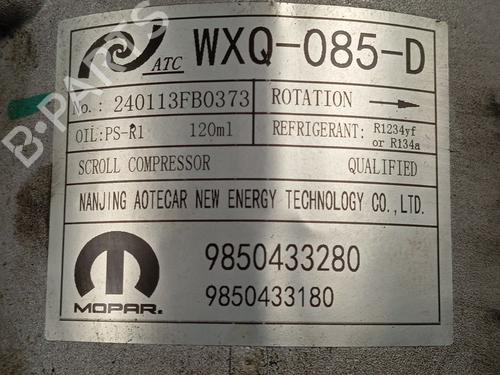 ATC WXQ-085-D
No.: 240113FB0373 ROTATION
OIL:PS-R1 120ml REFRIGERANT: R1234yf or R134a
SCROLL COMPRESSOR QUALIFIED
NANJING AOTECAR NEW ENERGY TECHNOLOGY CO.,LTD.
9850433280
MOPAR. 9850433180
B-PARTS